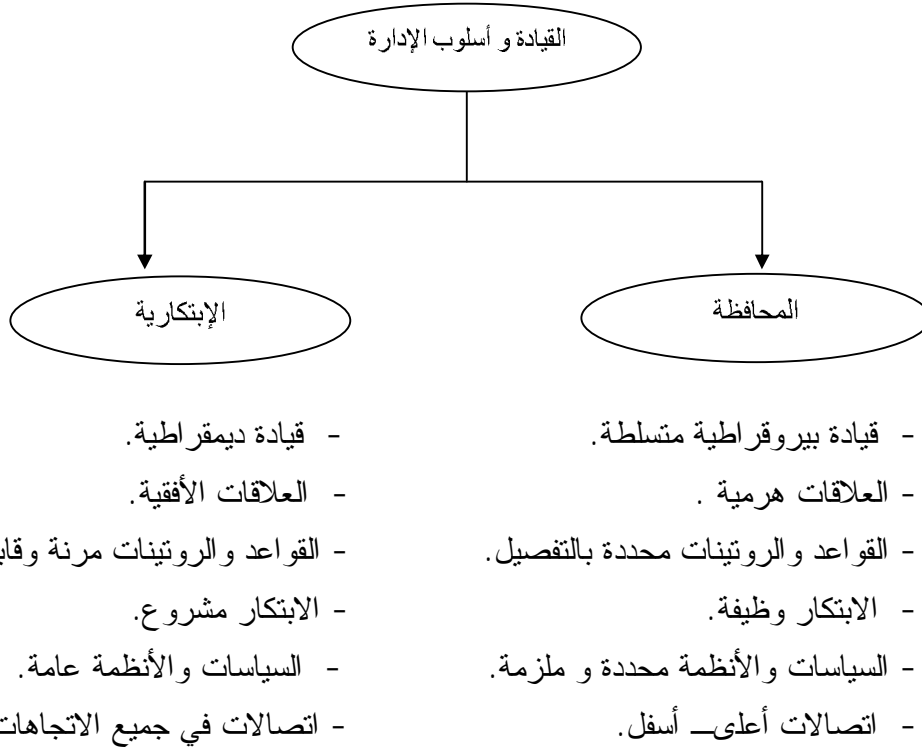 القيادة و أسلوب الإدارة
المحافظة
الإبتكارية
- قيادة بيروقراطية متسلطة.
- العلاقات هرمية .
- القواعد والروتينات محددة بالتفصيل.
- الابتكار وظيفة.
- السياسات والأنظمة محددة و ملزمة.
- اتصالات أعلى– أسفل.
- قيادة ديمقراطية.
- العلاقات الأفقية.
- القواعد والروتينات مرنة
- الابتكار مشروع.
- السياسات والأنظمة عامة.
- اتصالات في جميع الاتجاهات